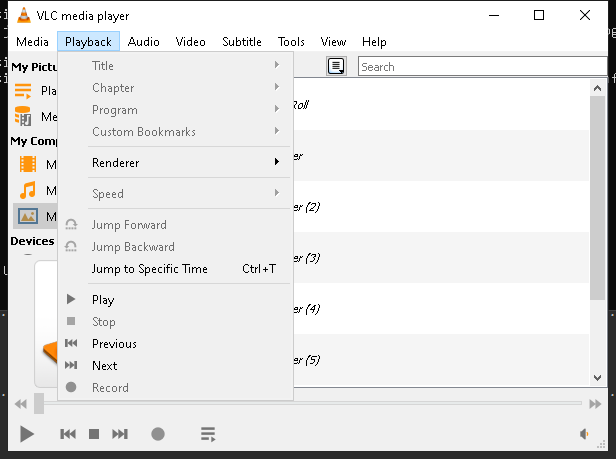 VLC media player
Media Playback Audio Video Subtitle Tools View Help
My Pictu
Title
Search
Pla
Chapter
Roll
Me
Program
My Comp
Custom Bookmarks
M
Renderer
er
M
Speed
M
er (2)
Jump Forward
Devices
Jump Backward
er (3)
Jump to Specific Time Ctrl+T
Play
er (4)
Stop
Previous
er (5)
Next
Record